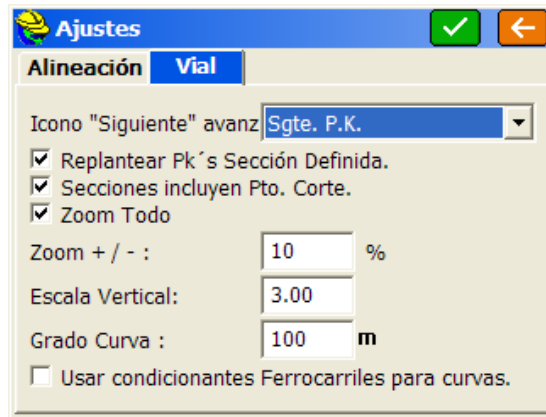 Ajustes
Alineación Vial
Icono "Siguiente" avanz Sgte. P.K.
Replantear Pk´s Sección Definida.
Secciones incluyen Pto. Corte.
Zoom Todo
Zoom + / - : 10 %
Escala Vertical: 3.00
Grado Curva : 100 m
Usar condicionantes Ferrocarriles para curvas.